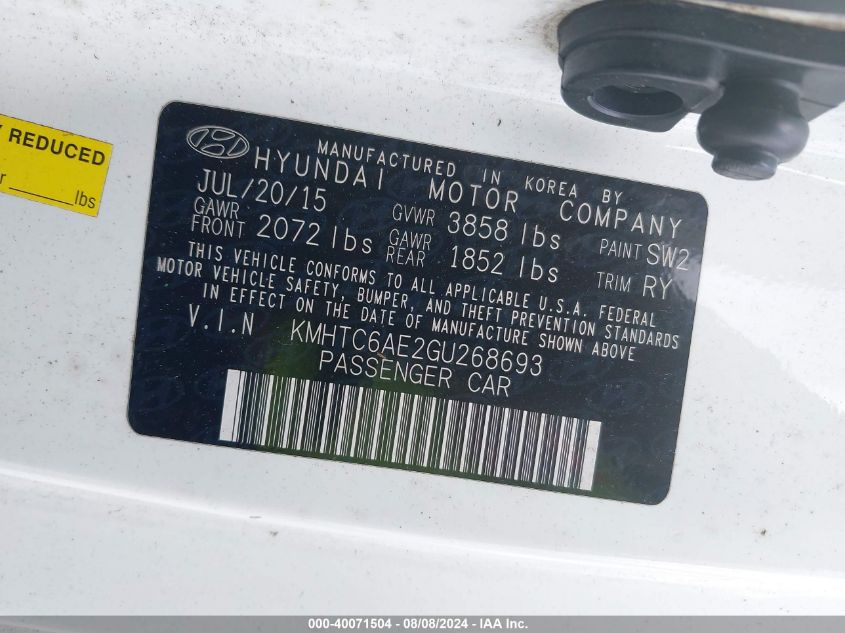 REDUCED
lbs
MANUFACTURED IN KOREA BY
HYUNDAI MOTOR COMPANY
JUL/20/15 GVWR 3858 lbs PAINT SW2
GAWR FRONT 2072 lbs GAWR REAR 1852 lbs TRIM RY
THIS VEHICLE CONFORMS TO ALL APPLICABLE U.S.A. FEDERAL
MOTOR VEHICLE SAFETY, BUMPER, AND THEFT PREVENTION STANDARDS
IN EFFECT ON THE DATE OF MANUFACTURE SHOWN ABOVE
V.I.N KMHTC6AE2GU268693
PASSENGER CAR
000-40071504 - 08/08/2024 - IAA Inc.